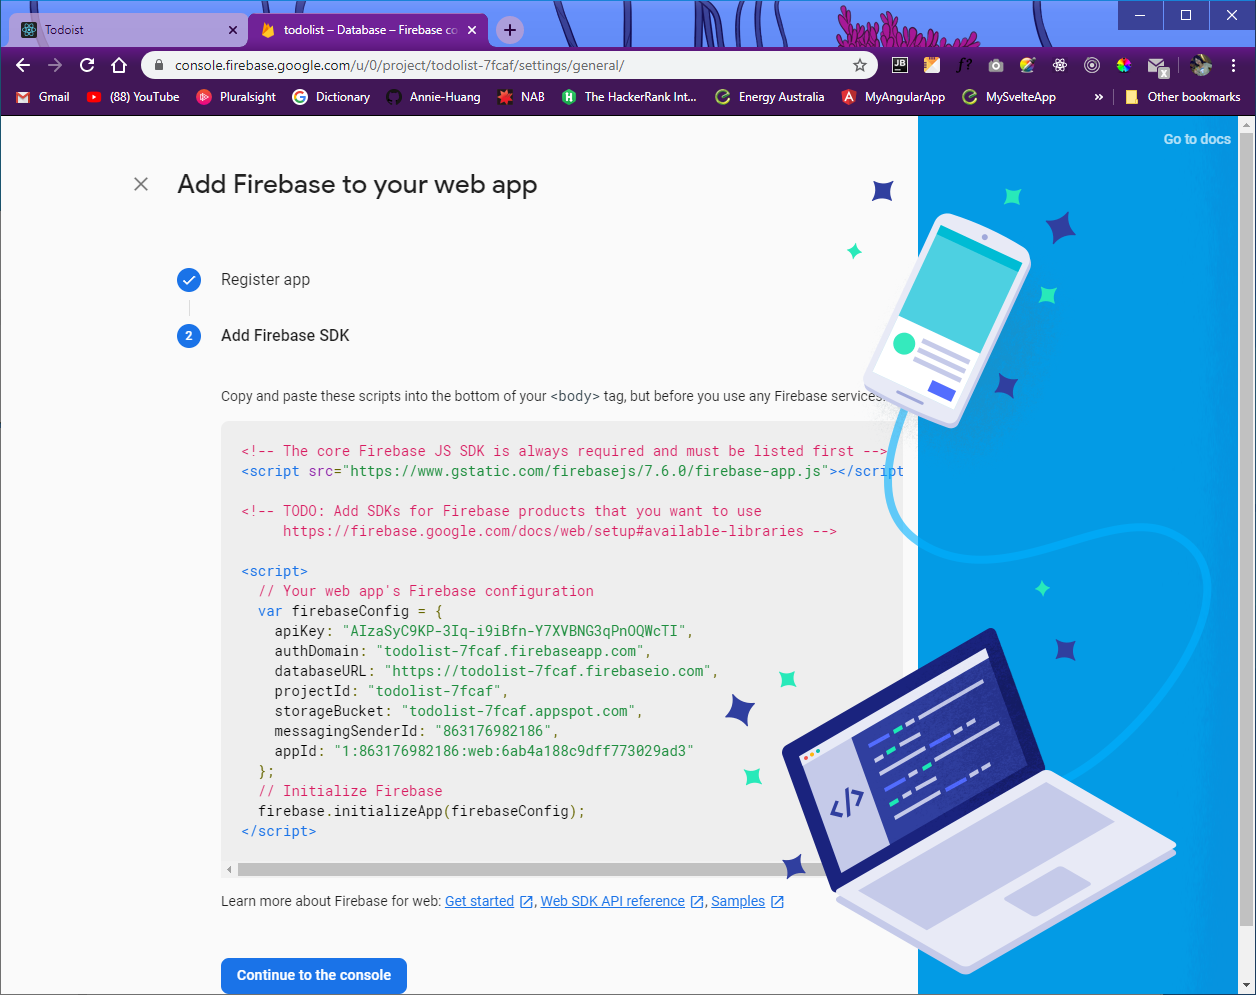 Todoist
todolist – Database – Firebase co
console.firebase.google.com/u/0/project/todolist-7fcaf/settings/general/
JB
f?
Gmail
(88) YouTube
Pluralsight
Dictionary
Annie-Huang
NAB
The HackerRank Int...
Energy Australia
MyAngularApp
MySvelteApp
»
Other bookmarks
Go to docs
Add Firebase to your web app
Register app
2 Add Firebase SDK
Copy and paste these scripts into the bottom of your <body> tag, but before you use any Firebase services.
<!-- The core Firebase JS SDK is always required and must be listed first -->
<script src="https://www.gstatic.com/firebasejs/7.6.0/firebase-app.js"></script
<!-- TODO: Add SDKs for Firebase products that you want to use
https://firebase.google.com/docs/web/setup#available-libraries -->
<script>
// Your web app's Firebase configuration
var firebaseConfig = {
apiKey: "AIzaSyC9KP-3Iq-i9iBfn-Y7XVBNG3qPnOQWcTI",
authDomain: "todolist-7fcaf.firebaseapp.com",
databaseURL: "https://todolist-7fcaf.firebaseio.com",
projectId: "todolist-7fcaf",
storageBucket: "todolist-7fcaf.appspot.com",
messagingSenderId: "863176982186",
appId: "1:863176982186:web:6ab4a188c9dff773029ad3"
};
// Initialize Firebase
firebase.initializeApp(firebaseConfig);
</script>
Learn more about Firebase for web: Get started , Web SDK API reference , Samples
Continue to the console